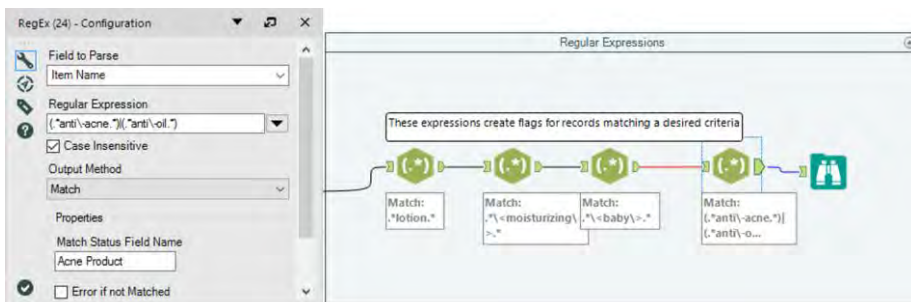 RegEx (24) - Configuration
Field to Parse
Item Name
Regular Expression
(.*anti\-acne.*)|(.*anti\-oil.*)
Case Insensitive
Output Method
Match
Properties
Match Status Field Name
Acne Product
Error if not Matched
Regular Expressions
These expressions create flags for records matching a desired criteria
(.*)
(.*)
(.*)
(.*)
Match:
.*lotion.*
Match:
.*\<moisturizing\
>.*
Match:
.*\<baby\>.*
Match:
(.*anti\-acne.*)|
(.*anti\-o...